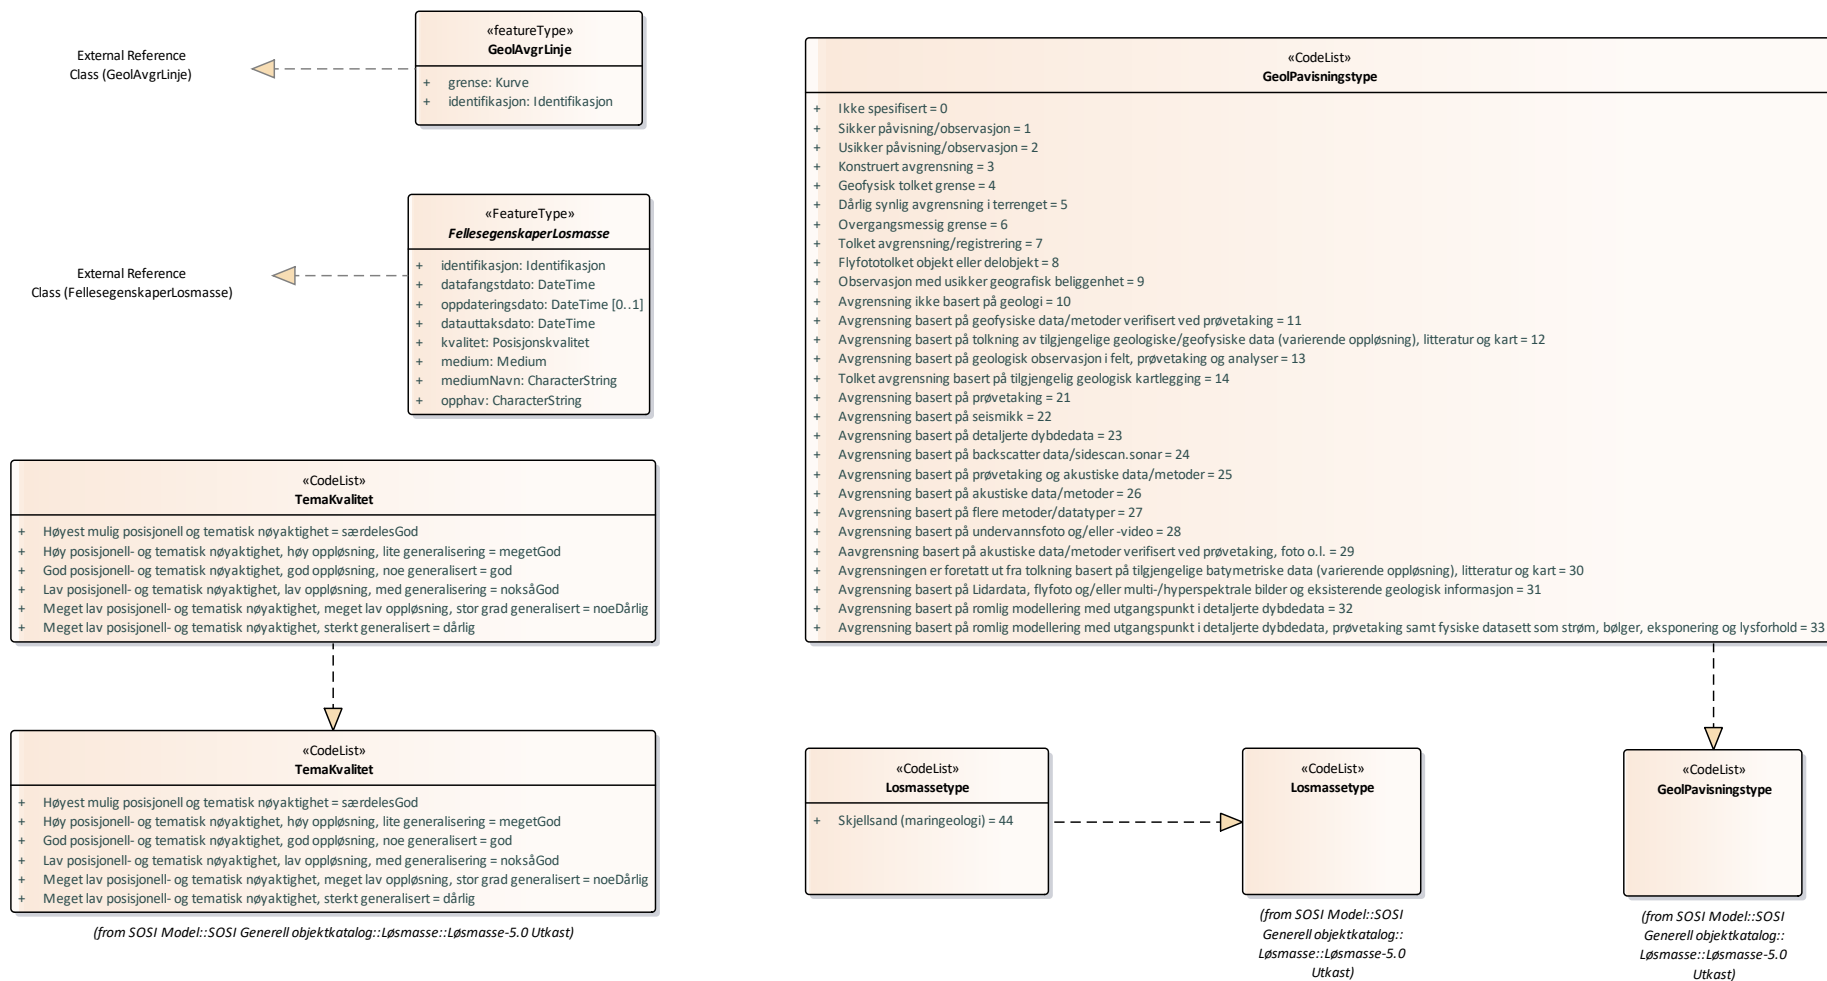 External Reference
Class (GeolAvgrLinje)
«featureType»
GeolAvgrLinje
+ grense: Kurve
+ identifikasjon: Identifikasjon
External Reference
Class (FellesegenskaperLosmasse)
«FeatureType»
FellesegenskaperLosmasse
+ identifikasjon: Identifikasjon
+ datafangstdato: DateTime
+ oppdateringsdato: DateTime [0..1]
+ datauttaksdato: DateTime
+ kvalitet: Posisjonskvalitet
+ medium: Medium
+ mediumNavn: CharacterString
+ opphav: CharacterString
«CodeList»
TemaKvalitet
+ Høyest mulig posisjonell og tematisk nøyaktighet = særdelesGod
+ Høy posisjonell- og tematisk nøyaktighet, høy oppløsning, lite generalisering = megetGod
+ God posisjonell- og tematisk nøyaktighet, god oppløsning, noe generalisert = god
+ Lav posisjonell- og tematisk nøyaktighet, lav oppløsning, med generalisering = noksåGod
+ Meget lav posisjonell- og tematisk nøyaktighet, meget lav oppløsning, stor grad generalisert = noeDårlig
+ Meget lav posisjonell- og tematisk nøyaktighet, sterkt generalisert = dårlig
«CodeList»
TemaKvalitet
+ Høyest mulig posisjonell og tematisk nøyaktighet = særdelesGod
+ Høy posisjonell- og tematisk nøyaktighet, høy oppløsning, lite generalisering = megetGod
+ God posisjonell- og tematisk nøyaktighet, god oppløsning, noe generalisert = god
+ Lav posisjonell- og tematisk nøyaktighet, lav oppløsning, med generalisering = noksåGod
+ Meget lav posisjonell- og tematisk nøyaktighet, meget lav oppløsning, stor grad generalisert = noeDårlig
+ Meget lav posisjonell- og tematisk nøyaktighet, sterkt generalisert = dårlig
(from SOSI Model::SOSI Generell objektkatalog::Løsmasse::Løsmasse-5.0 Utkast)
«CodeList»
GeolPavisningstype
+ Ikke spesifisert = 0
+ Sikker påvisning/observasjon = 1
+ Usikker påvisning/observasjon = 2
+ Konstruert avgrensning = 3
+ Geofysisk tolket grense = 4
+ Dårlig synlig avgrensning i terrenget = 5
+ Overgangsmessig grense = 6
+ Tolket avgrensning/registrering = 7
+ Flyfototolket objekt eller delobjekt = 8
+ Observasjon med usikker geografisk beliggenhet = 9
+ Avgrensning ikke basert på geologi = 10
+ Avgrensning basert på geofysiske data/metoder verifisert ved prøvetaking = 11
+ Avgrensning basert på tolkning av tilgjengelige geologiske/geofysiske data (varierende oppløsning), litteratur og kart = 12
+ Avgrensning basert på geologisk observasjon i felt, prøvetaking og analyser = 13
+ Tolket avgrensning basert på tilgjengelig geologisk kartlegging = 14
+ Avgrensning basert på prøvetaking = 21
+ Avgrensning basert på seismikk = 22
+ Avgrensning basert på detaljerte dybdedata = 23
+ Avgrensning basert på backscatter data/sidescan.sonar = 24
+ Avgrensning basert på prøvetaking og akustiske data/metoder = 25
+ Avgrensning basert på akustiske data/metoder = 26
+ Avgrensning basert på flere metoder/datatyper = 27
+ Avgrensning basert på undervannsfoto og/eller -video = 28
+ Aavgrensning basert på akustiske data/metoder verifisert ved prøvetaking, foto o.l. = 29
+ Avgrensningen er foretatt ut fra tolkning basert på tilgjengelige batymetriske data (varierende oppløsning), litteratur og kart = 30
+ Avgrensning basert på Lidardata, flyfoto og/eller multi-/hyperspektrale bilder og eksisterende geologisk informasjon = 31
+ Avgrensning basert på romlig modellering med utgangspunkt i detaljerte dybdedata = 32
+ Avgrensning basert på romlig modellering med utgangspunkt i detaljerte dybdedata, prøvetaking samt fysiske datasett som strøm, bølger, eksponering og lysforhold = 33
«CodeList»
Losmassetype
+ Skjellsand (maringeologi) = 44
«CodeList»
Losmassetype
(from SOSI Model::SOSI
Generell objektkatalog::
Løsmasse::Løsmasse-5.0
Utkast)
«CodeList»
GeolPavisningstype
(from SOSI Model::SOSI
Generell objektkatalog::
Løsmasse::Løsmasse-5.0
Utkast)